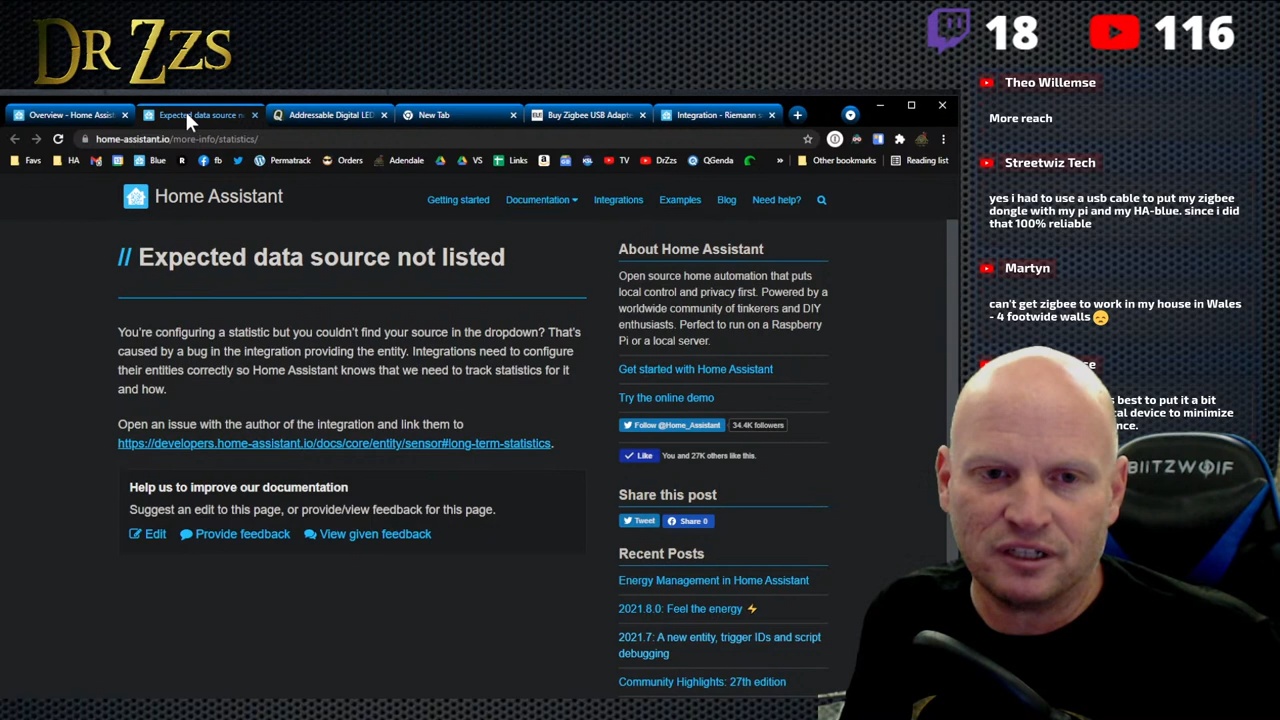 DR ZZS
18
116
Overview - Home Assist
Expected data source n
Addressable Digital LED
New Tab
Buy Zigbee USB Adapte
Integration - Riemann s
home-assistant.io/more-info/statistics/
Favs
HA
Blue
R
fb
Permatrack
Orders
Adendale
VS
Links
TV
DrZzs
QGenda
»
Other bookmarks
Reading list
Home Assistant
Getting started
Documentation
Integrations
Examples
Blog
Need help?
// Expected data source not listed
You're configuring a statistic but you couldn't find your source in the dropdown? That's
caused by a bug in the integration providing the entity. Integrations need to configure
their entities correctly so Home Assistant knows that we need to track statistics for it
and how.
Open an issue with the author of the integration and link them to
https://developers.home-assistant.io/docs/core/entity/sensor#long-term-statistics.
Help us to improve our documentation
Suggest an edit to this page, or provide/view feedback for this page.
Edit
Provide feedback
View given feedback
About Home Assistant
Open source home automation that puts
local control and privacy first. Powered by a
worldwide community of tinkerers and DIY
enthusiasts. Perfect to run on a Raspberry
Pi or a local server.
Get started with Home Assistant
Try the online demo
Follow @Home_Assistant
34.4K followers
Like
You and 27K others like this.
Share this post
Tweet
Share 0
Recent Posts
Energy Management in Home Assistant
2021.8.0: Feel the energy ⚡
2021.7: A new entity, trigger IDs and script
debugging
Community Highlights: 27th edition
Theo Willemse
More reach
Streetwiz Tech
yes i had to use a usb cable to put my zigbee
dongle with my pi and my HA-blue. since i did
that 100% reliable
Martyn
can't get zigbee to work in my house in Wales
- 4 footwide walls 😞
best to put it a bit
device to minimize
BlITZWOlF